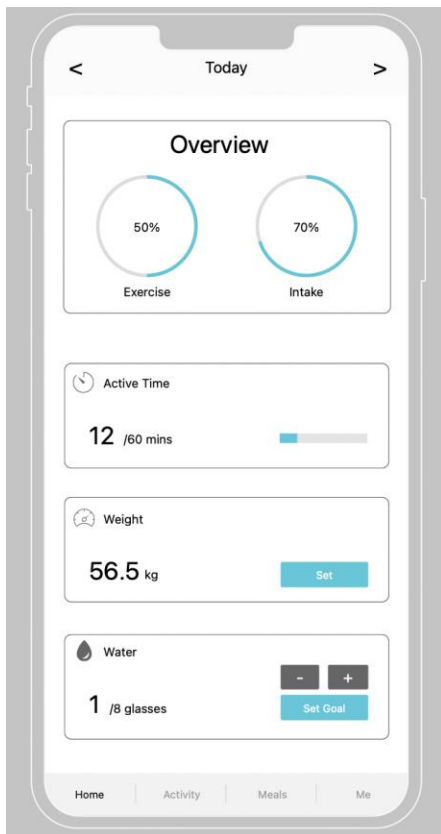 < Today >
Overview
50% 70%
Exercise Intake
Active Time
12 /60 mins
Weight
56.5 kg Set
Water
- +
1 /8 glasses Set Goal
Home Activity Meals Me